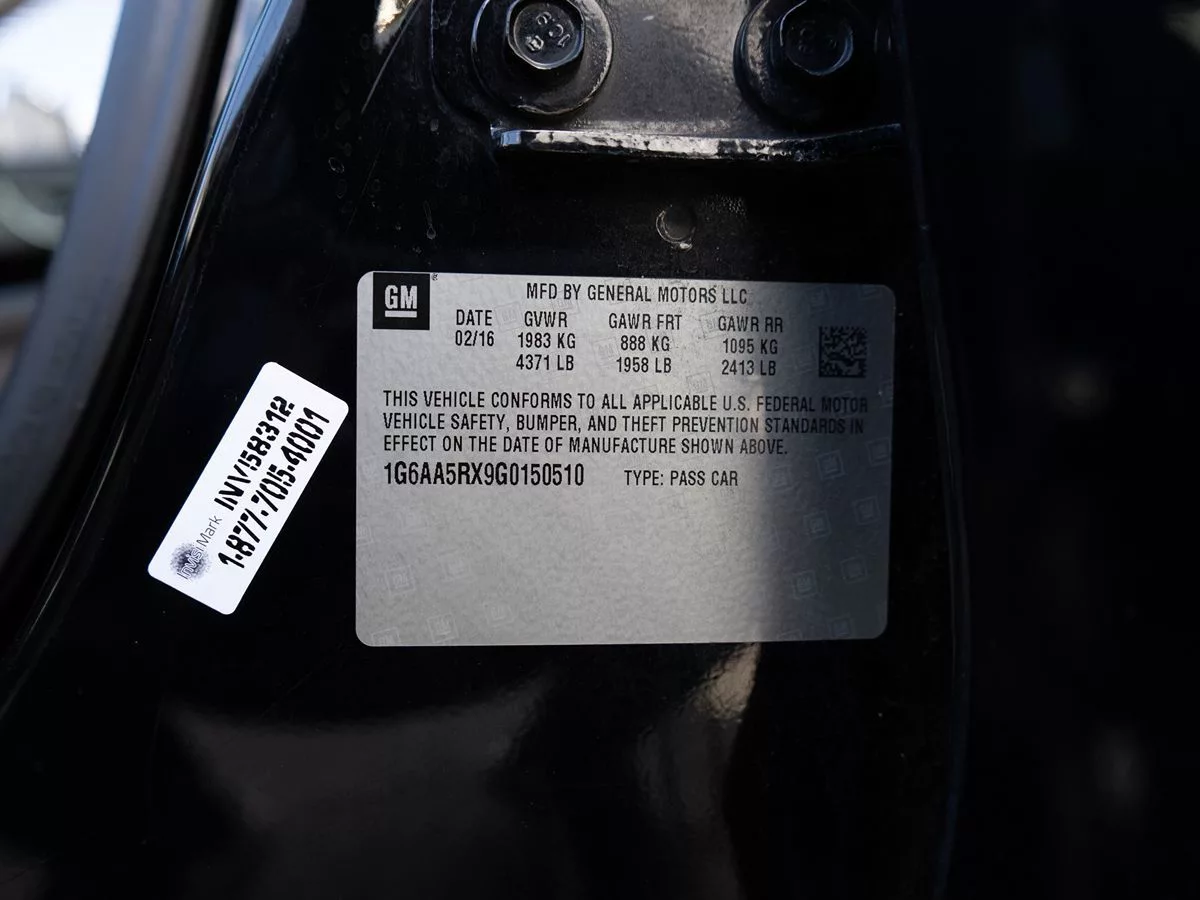 GM
MFD BY GENERAL MOTORS LLC
DATE GVWR GAWR FRT GAWR RR
02/16 1983 KG 888 KG 1095 KG
4371 LB 1958 LB 2413 LB
THIS VEHICLE CONFORMS TO ALL APPLICABLE U.S. FEDERAL MOTOR
VEHICLE SAFETY, BUMPER, AND THEFT PREVENTION STANDARDS IN
EFFECT ON THE DATE OF MANUFACTURE SHOWN ABOVE.
1G6AA5RX9G0150510 TYPE: PASS CAR
InVisiMark INV158312
1.877.705.4001